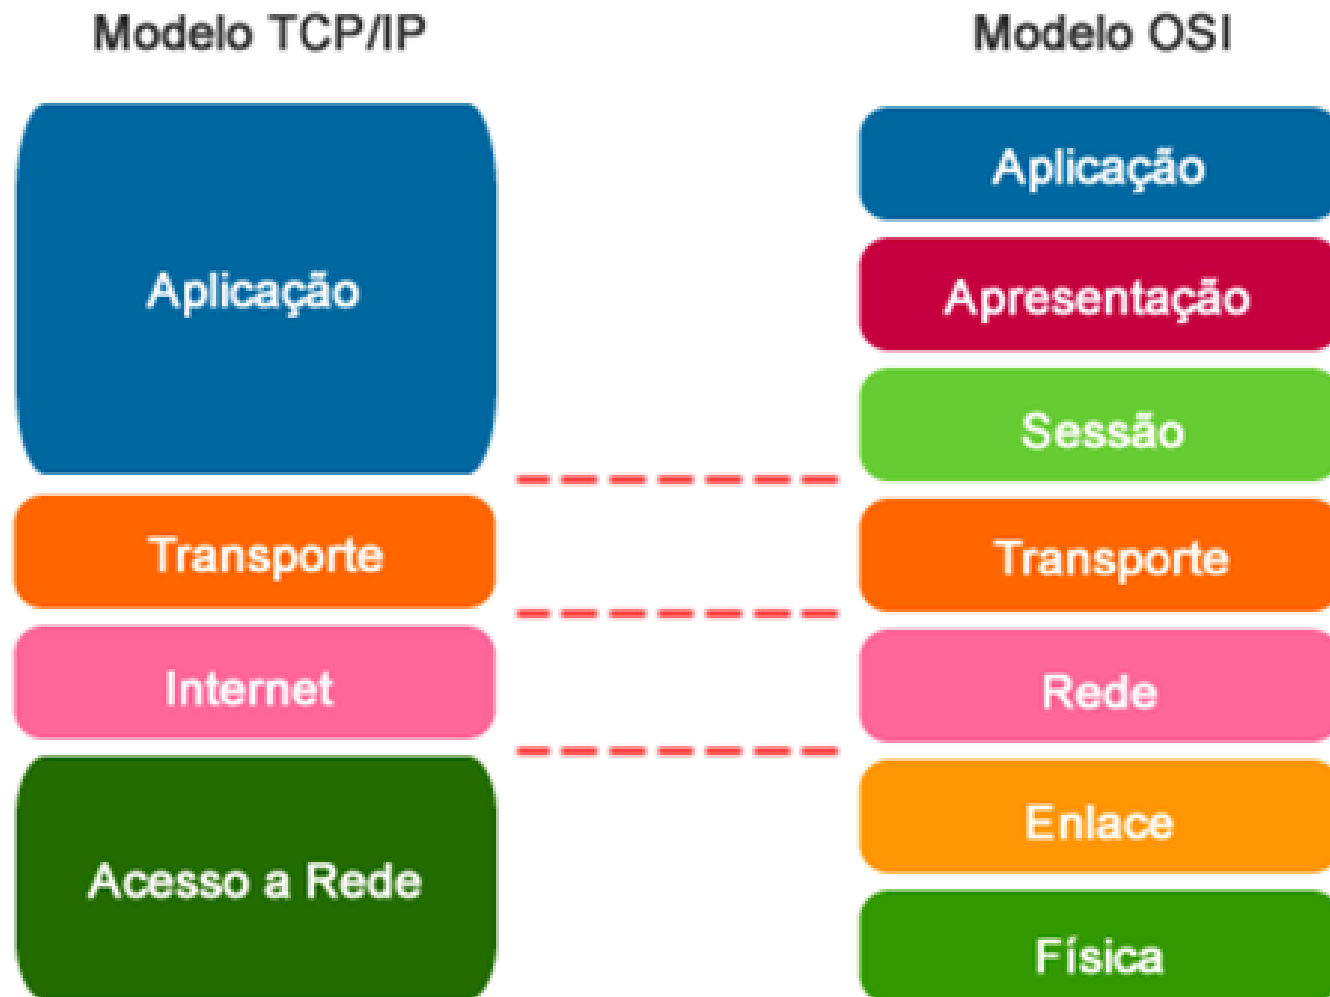 Modelo TCP/IP
Aplicação
Transporte
Internet
Acesso a Rede
Modelo OSI
Aplicação
Apresentação
Sessão
Transporte
Rede
Enlace
Física